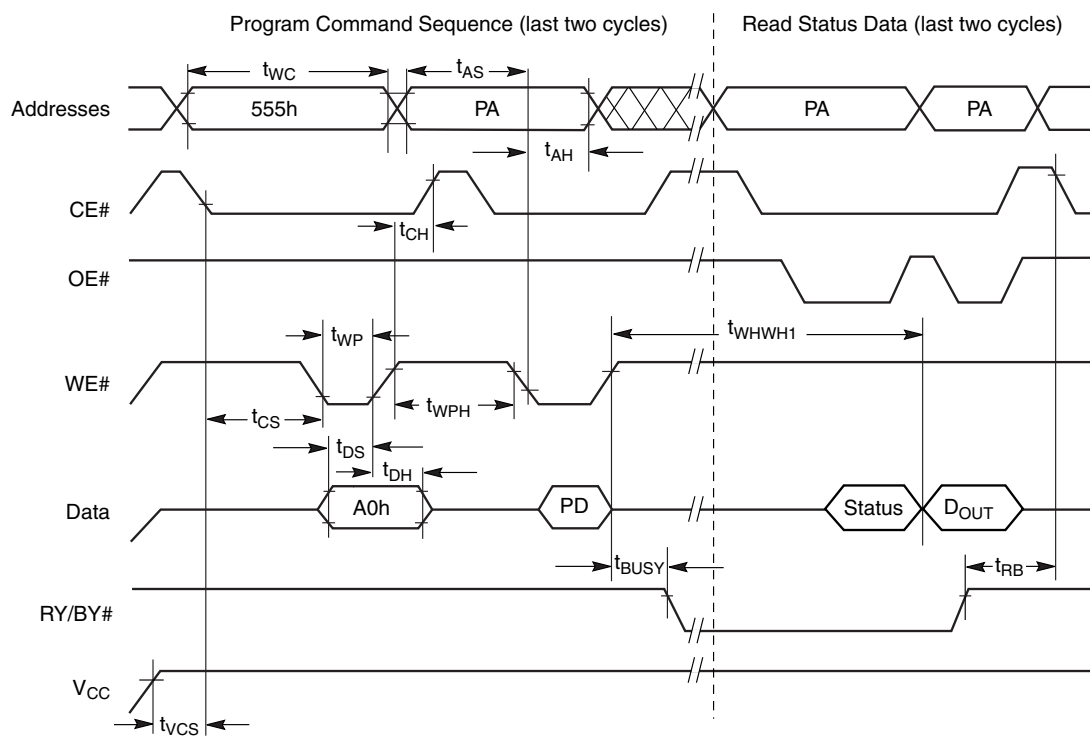 Program Command Sequence (last two cycles)
Read Status Data (last two cycles)
tWC
tAS
Addresses
555h
PA
PA
PA
tAH
CE#
tCH
OE#
tWP
tWHWH1
WE#
tCS
tWPH
tDS
tDH
Data
A0h
PD
Status
DOUT
tBUSY
tRB
RY/BY#
VCC
tVCS